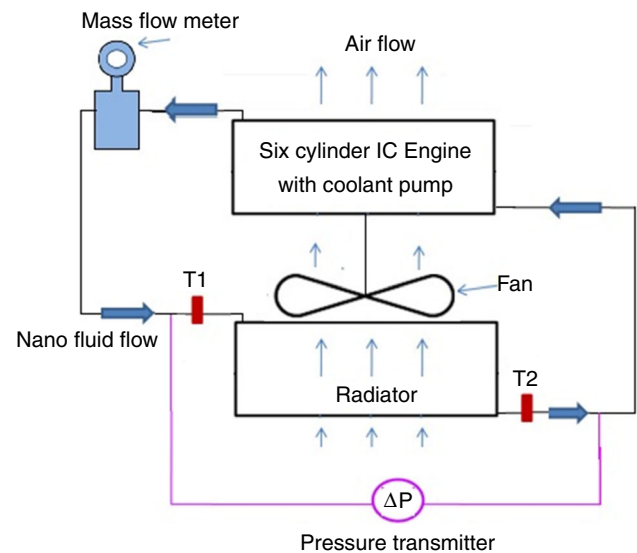 Mass flow meter
Air flow
Six cylinder IC Engine
with coolant pump
T1
Fan
Nano fluid flow
Radiator
T2
ΔP
Pressure transmitter